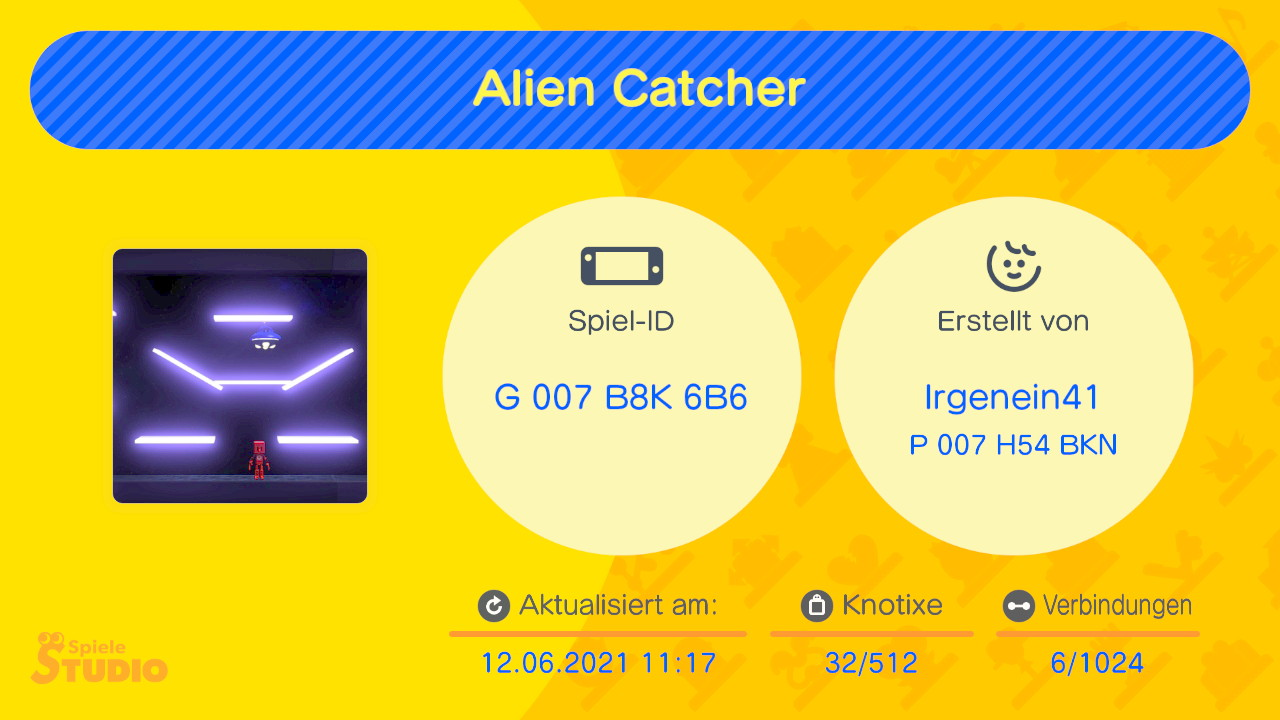 Alien Catcher
Spiel-ID
G 007 B8K 6B6
Erstellt von
Irgenein41
P 007 H54 BKN
Aktualisiert am:
12.06.2021 11:17
Knotixe
32/512
Verbindungen
6/1024
Spiele
STUDIO